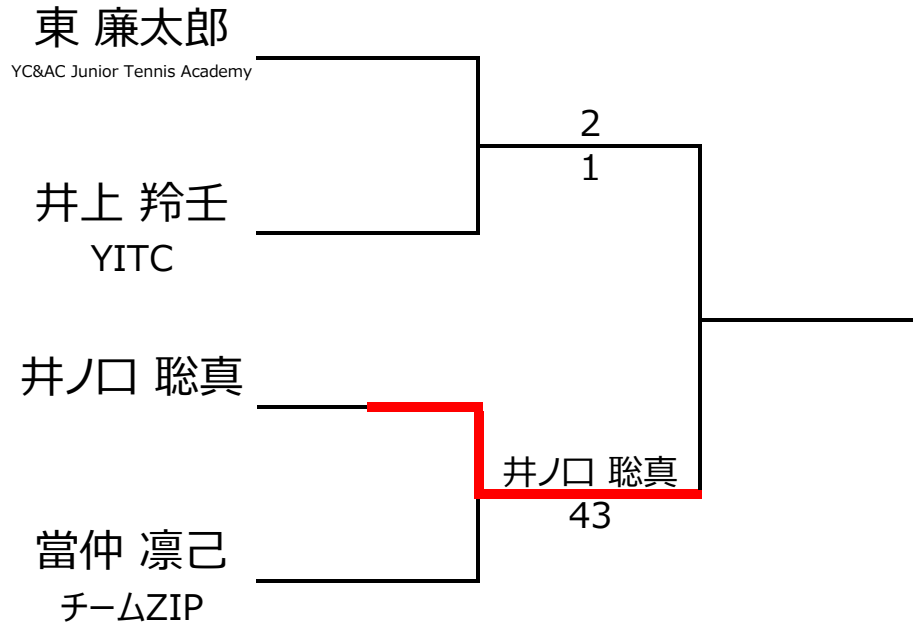 東 廉太郎
YC&AC Junior Tennis Academy
2
1
井上 羚壬
YITC
井ノ口 聡真
井ノ口 聡真
43
當仲 凛己
チームZIP